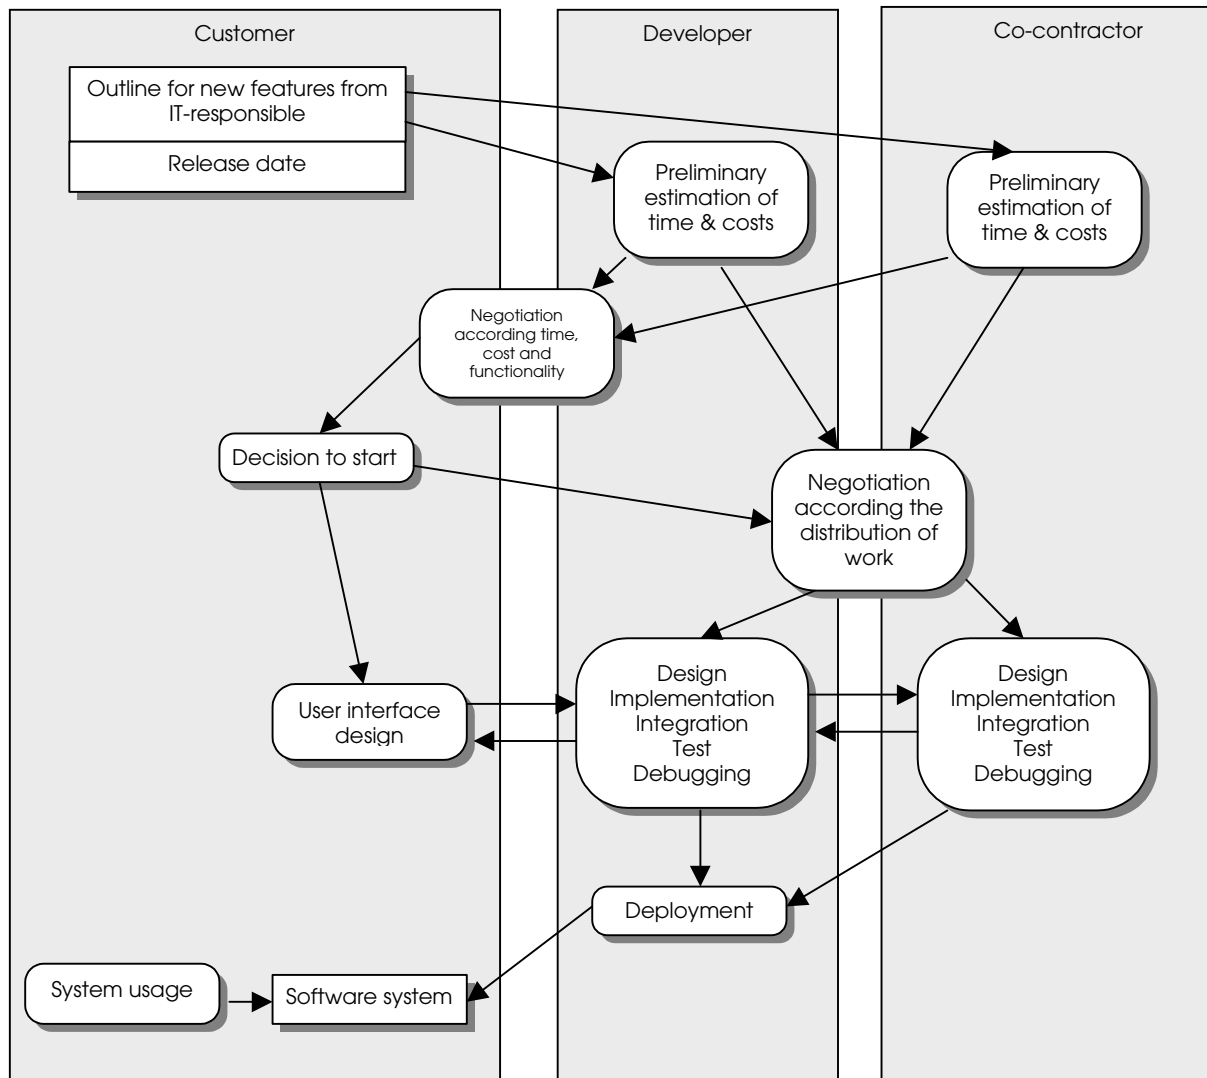 Customer
Developer
Co-contractor
Outline for new features from
IT-responsible
Release date
Preliminary
estimation of
time & costs
Preliminary
estimation of
time & costs
Negotiation
according time,
cost and
functionality
Decision to start
Negotiation
according the
distribution of
work
User interface
design
Design
Implementation
Integration
Test
Debugging
Design
Implementation
Integration
Test
Debugging
Deployment
System usage
Software system